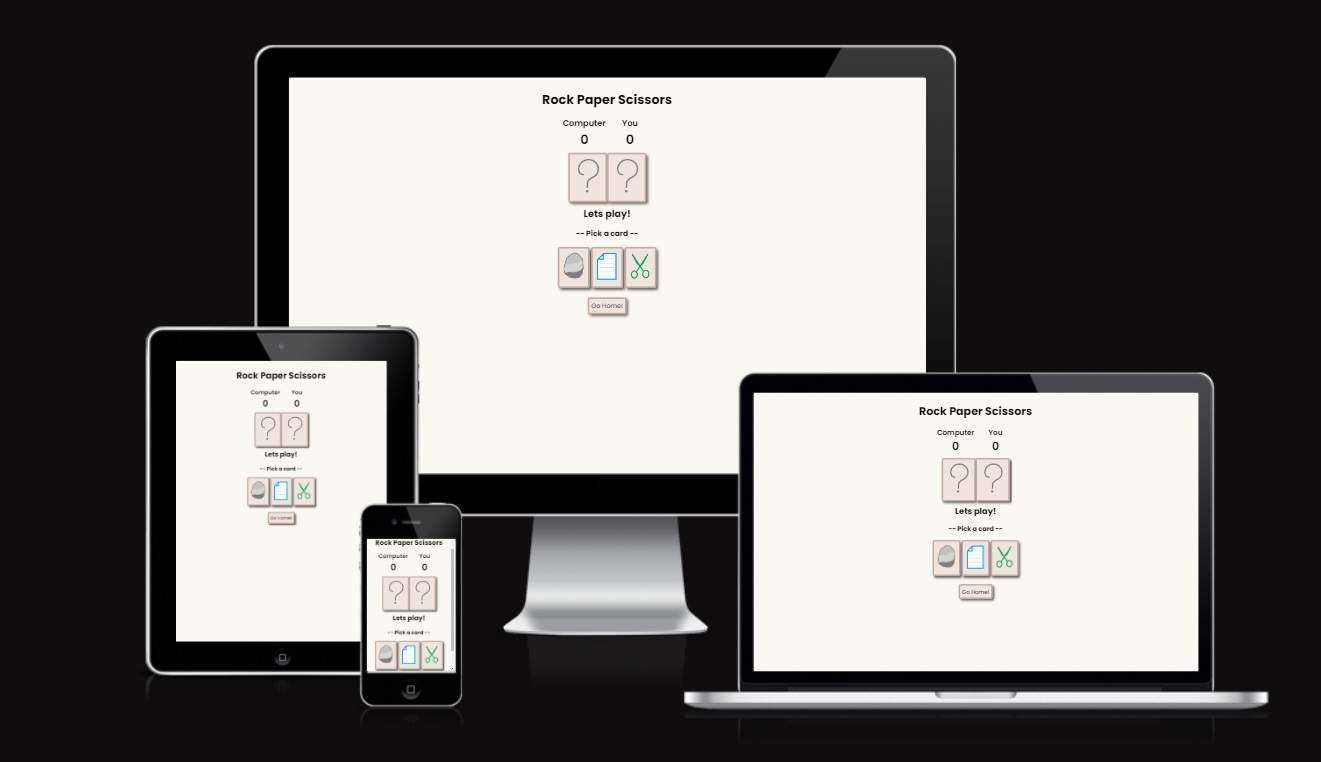 Rock Paper Scissors
Computer You
0 0
? ?
Lets play!
-- Pick a card --
Go Home!
Rock Paper Scissors
Computer You
0 0
? ?
Lets play!
-- Pick a card --
Go Home!
Rock Paper Scissors
Computer You
0 0
? ?
Lets play!
-- Pick a card --
Rock Paper Scissors
Computer You
0 0
? ?
Lets play!
-- Pick a card --
Go Home!